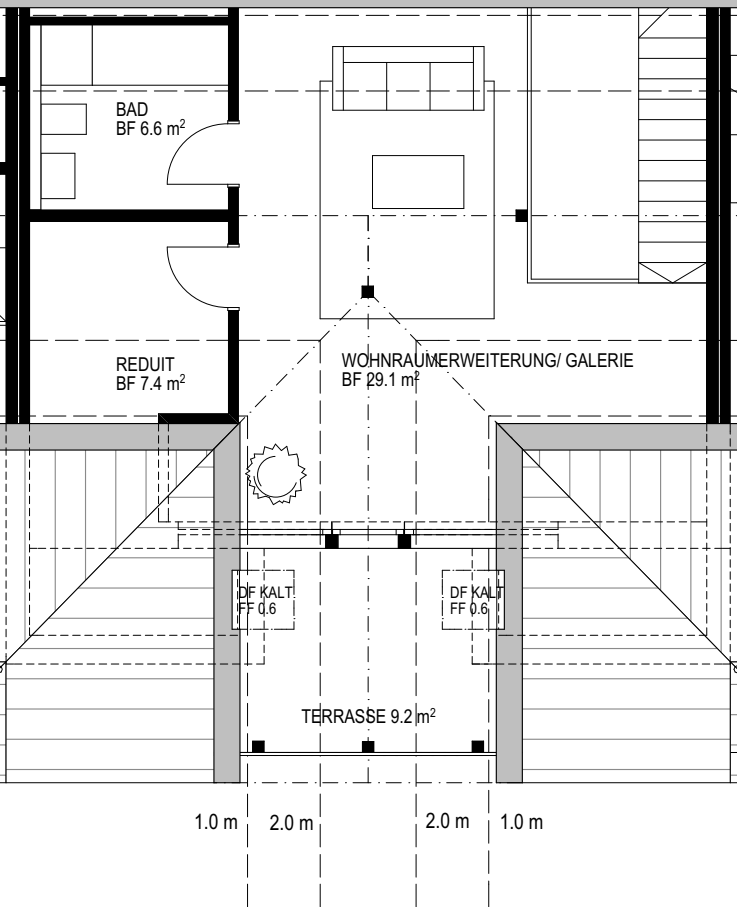 BAD
BF 6.6 m²
REDUIT
BF 7.4 m²
WOHNRAUMERWEITERUNG/ GALERIE
BF 29.1 m²
DF KALT
FF 0.6
DF KALT
FF 0.6
TERRASSE 9.2 m²
1.0 m 2.0 m 2.0 m 1.0 m